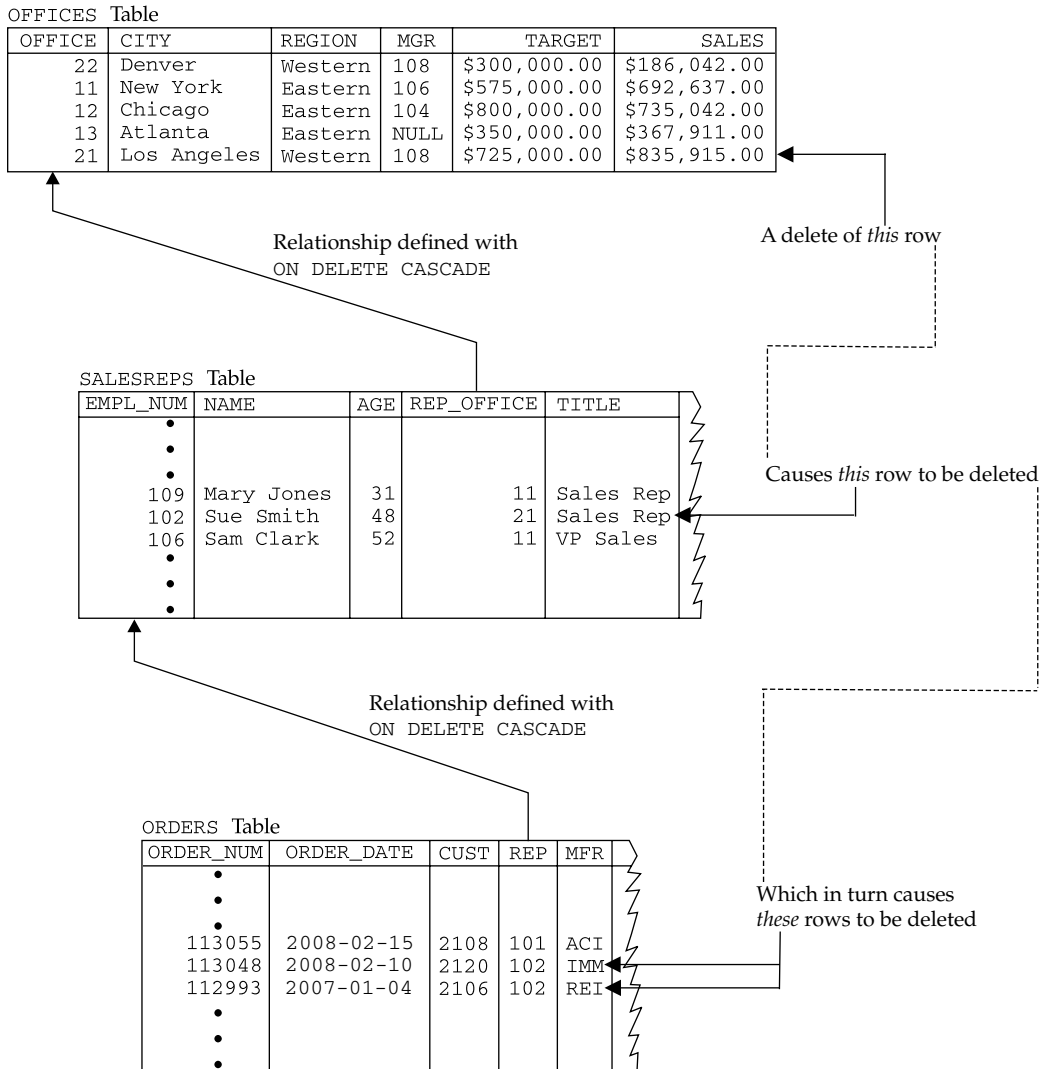 OFFICES Table
OFFICE CITY REGION MGR TARGET SALES
22 Denver Western 108 $300,000.00 $186,042.00
11 New York Eastern 106 $575,000.00 $692,637.00
12 Chicago Eastern 104 $800,000.00 $735,042.00
13 Atlanta Eastern NULL $350,000.00 $367,911.00
21 Los Angeles Western 108 $725,000.00 $835,915.00
A delete of this row
Relationship defined with
ON DELETE CASCADE
SALESREPS Table
EMPL_NUM NAME AGE REP_OFFICE TITLE
109 Mary Jones 31 11 Sales Rep
102 Sue Smith 48 21 Sales Rep
106 Sam Clark 52 11 VP Sales
Causes this row to be deleted
Relationship defined with
ON DELETE CASCADE
ORDERS Table
ORDER_NUM ORDER_DATE CUST REP MFR
113055 2008-02-15 2108 101 ACI
113048 2008-02-10 2120 102 IMM
112993 2007-01-04 2106 102 REI
Which in turn causes
these rows to be deleted